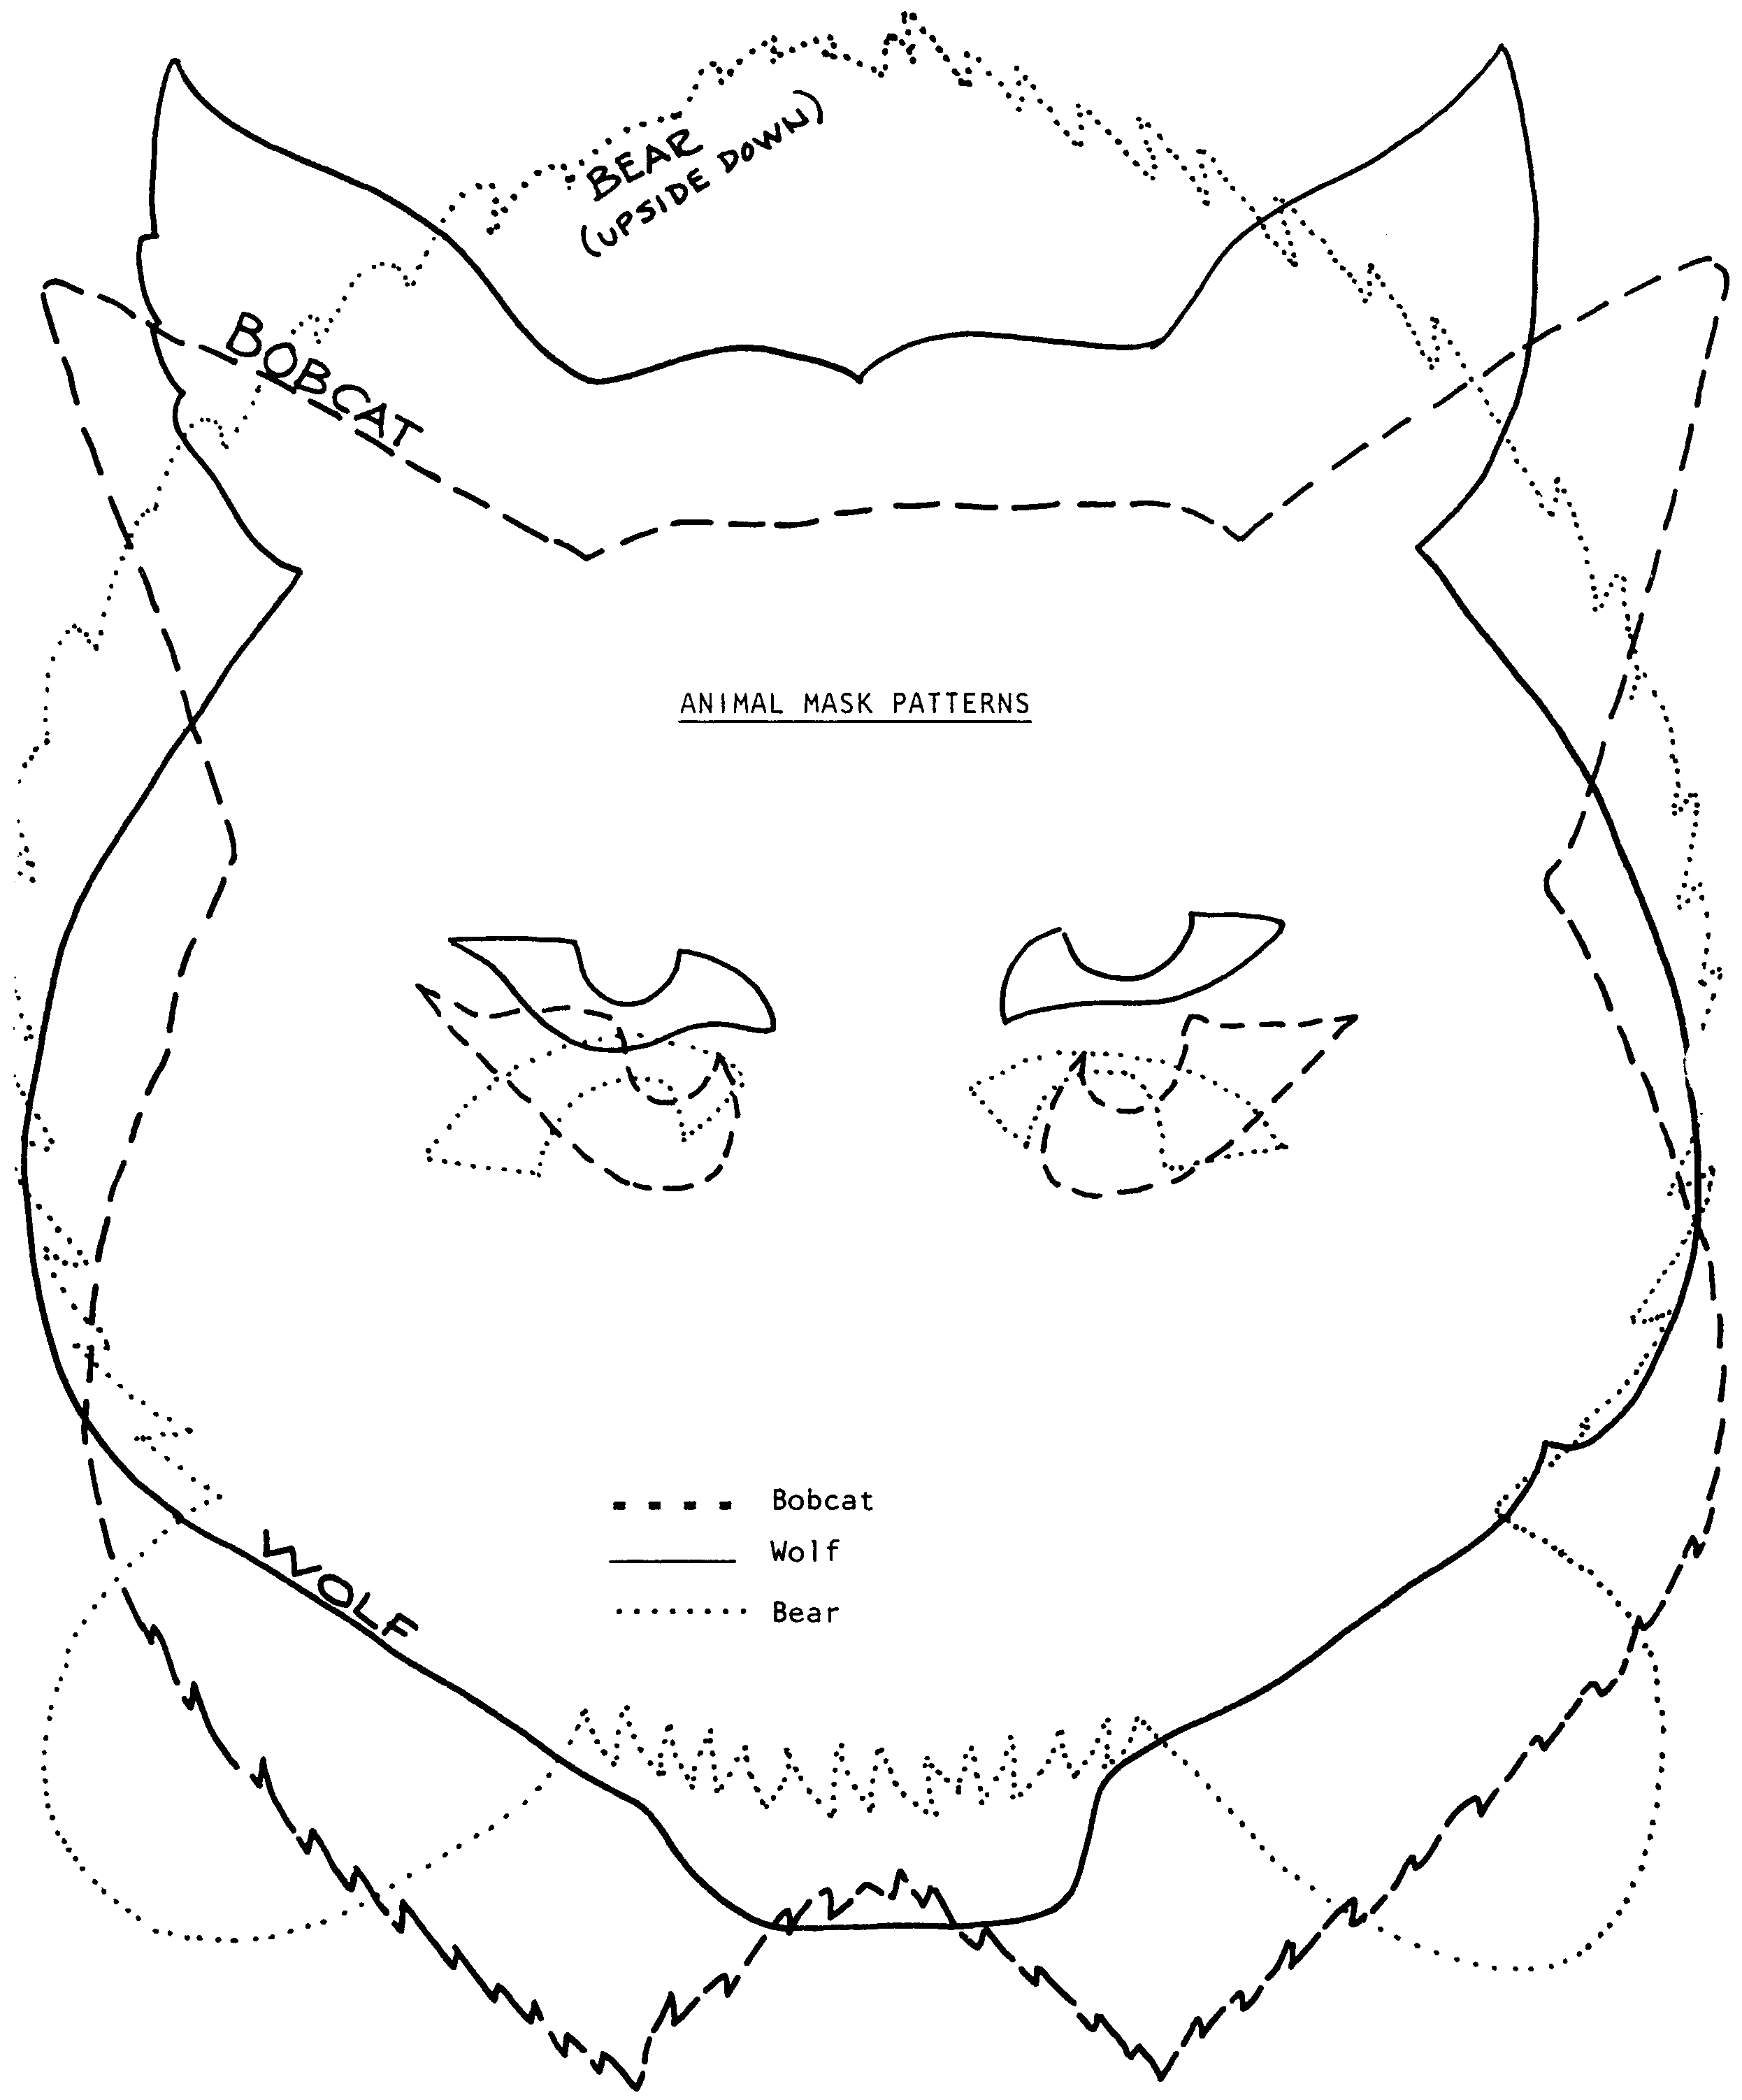 BEAR
(UPSIDE DOWN)
BOBCAT
ANIMAL MASK PATTERNS
Bobcat
Wolf
Bear
WOLF